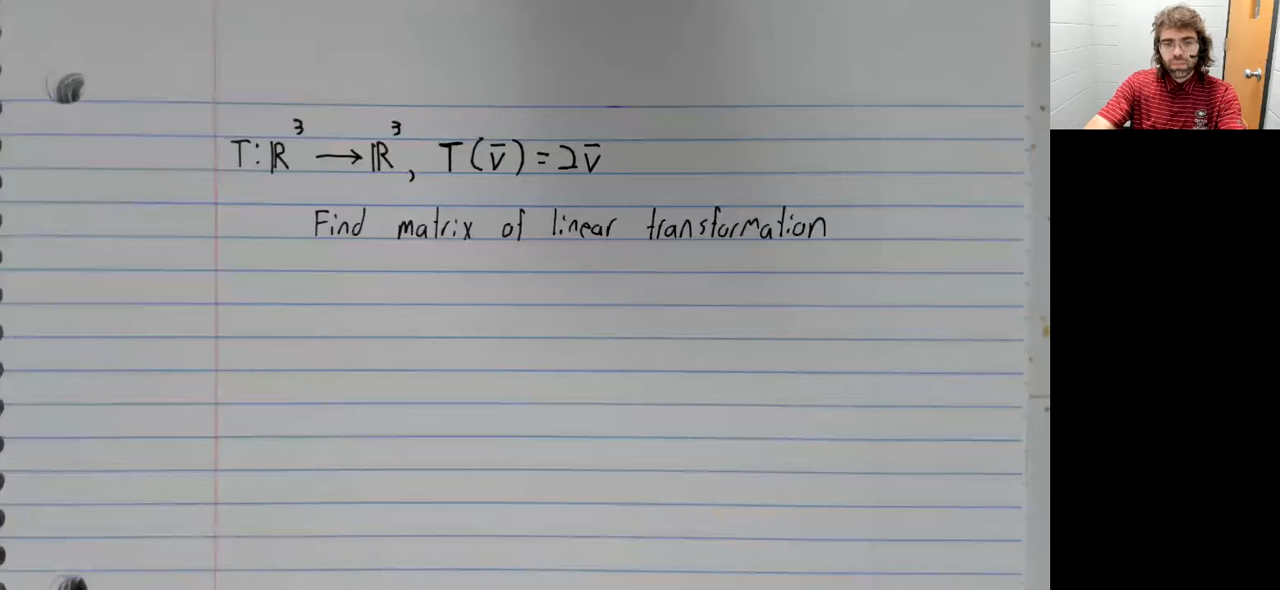 T: ℝ³ → ℝ³, T(v̄) = 2v̄
Find matrix of linear transformation